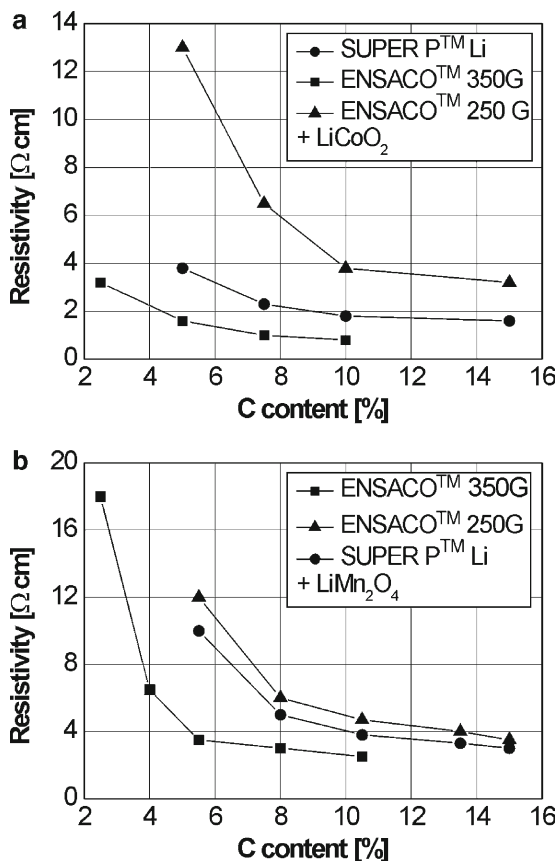 a
14
12
10
8
6
4
2
0
Resistivity [Ω cm]
SUPER P™ Li
ENSACO™ 350G
ENSACO™ 250 G
+ LiCoO₂
2 4 6 8 10 12 14 16
C content [%]
b
20
16
12
8
4
0
Resistivity [Ω cm]
ENSACO™ 350G
ENSACO™ 250G
SUPER P™ Li
+ LiMn₂O₄
2 4 6 8 10 12 14 16
C content [%]